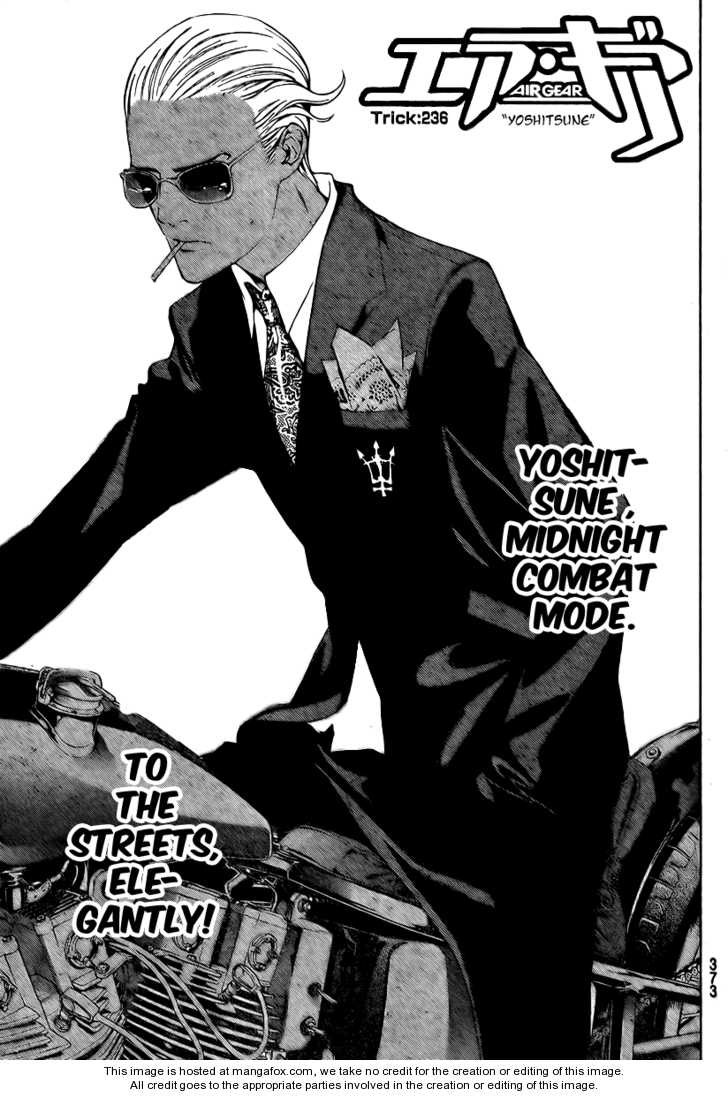 エア・ギア
AIRGEAR
Trick:236
"YOSHITSUNE"
YOSHIT-
SUNE,
MIDNIGHT
COMBAT
MODE.
TO
THE
STREETS,
ELE-
GANTLY!
373
This image is hosted at mangafox.com, we take no credit for the creation or editing of this image.
All credit goes to the appropriate parties involved in the creation or editing of this image.